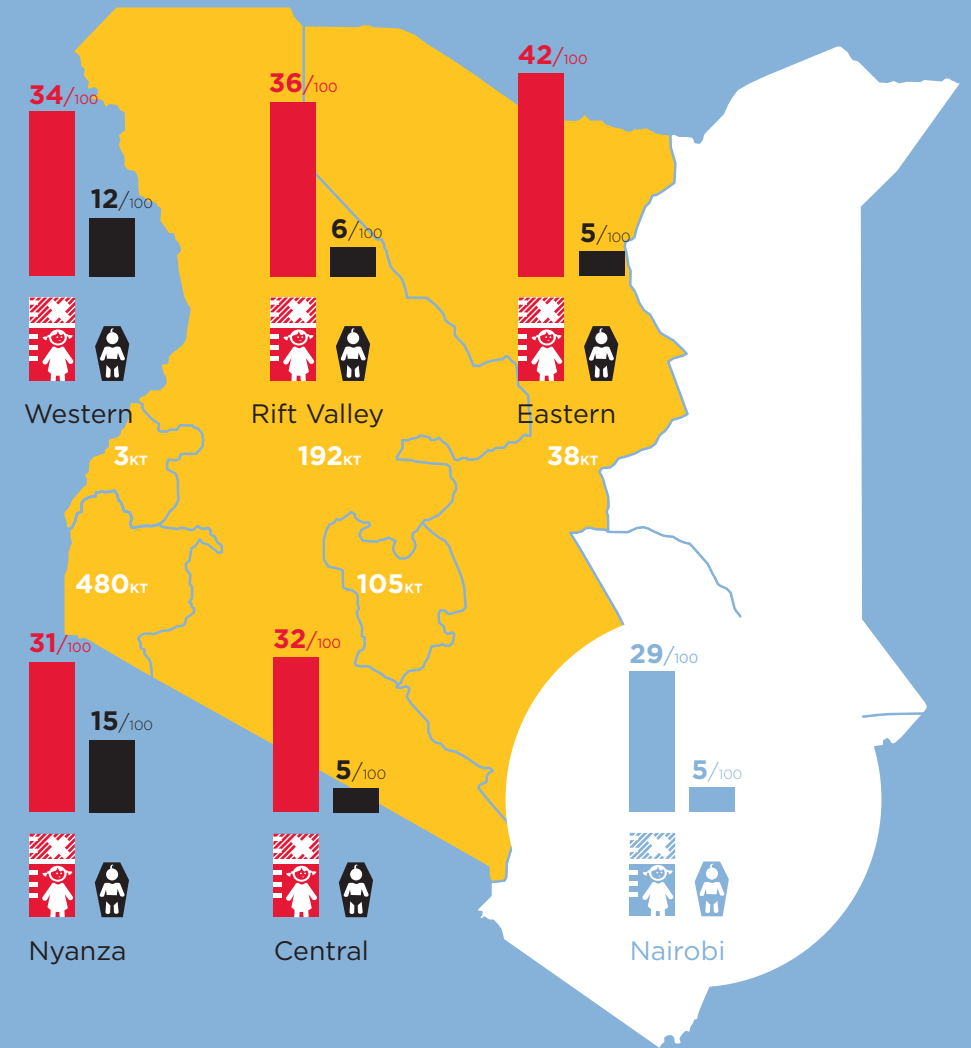 34/100
12/100
Western
36/100
6/100
Rift Valley
42/100
5/100
Eastern
3KT
192KT
38KT
480KT
105KT
31/100
15/100
Nyanza
32/100
5/100
Central
29/100
5/100
Nairobi